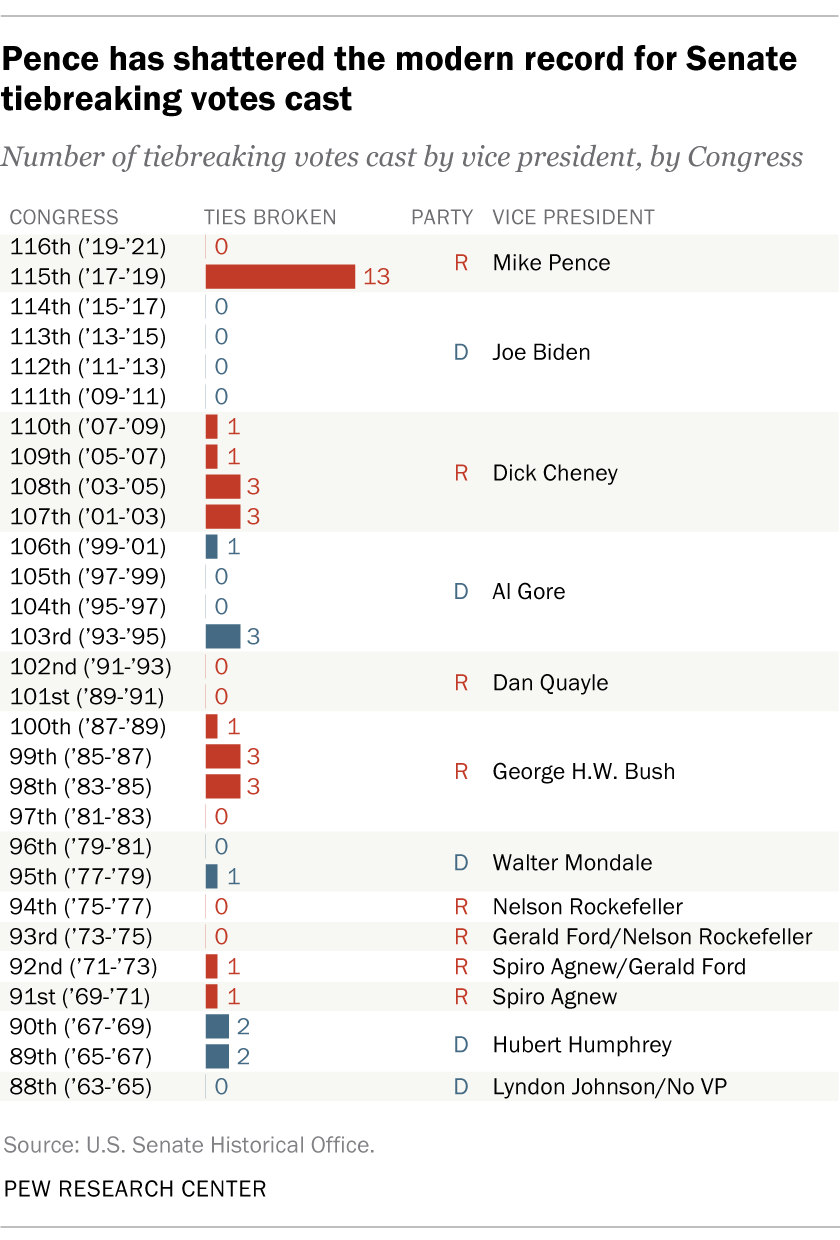 Pence has shattered the modern record for Senate
tiebreaking votes cast
Number of tiebreaking votes cast by vice president, by Congress
CONGRESS TIES BROKEN PARTY VICE PRESIDENT
116th (’19-’21) 0
R Mike Pence
115th (’17-’19) 13
114th (’15-’17) 0
113th (’13-’15) 0
D Joe Biden
112th (’11-’13) 0
111th (’09-’11) 0
110th (’07-’09) 1
109th (’05-’07) 1
R Dick Cheney
108th (’03-’05) 3
107th (’01-’03) 3
106th (’99-’01) 1
105th (’97-’99) 0
D Al Gore
104th (’95-’97) 0
103rd (’93-’95) 3
102nd (’91-’93) 0
R Dan Quayle
101st (’89-’91) 0
100th (’87-’89) 1
99th (’85-’87) 3
R George H.W. Bush
98th (’83-’85) 3
97th (’81-’83) 0
96th (’79-’81) 0
D Walter Mondale
95th (’77-’79) 1
94th (’75-’77) 0 R Nelson Rockefeller
93rd (’73-’75) 0 R Gerald Ford/Nelson Rockefeller
92nd (’71-’73) 1 R Spiro Agnew/Gerald Ford
91st (’69-’71) 1 R Spiro Agnew
90th (’67-’69) 2
D Hubert Humphrey
89th (’65-’67) 2
88th (’63-’65) 0 D Lyndon Johnson/No VP
Source: U.S. Senate Historical Office.
PEW RESEARCH CENTER